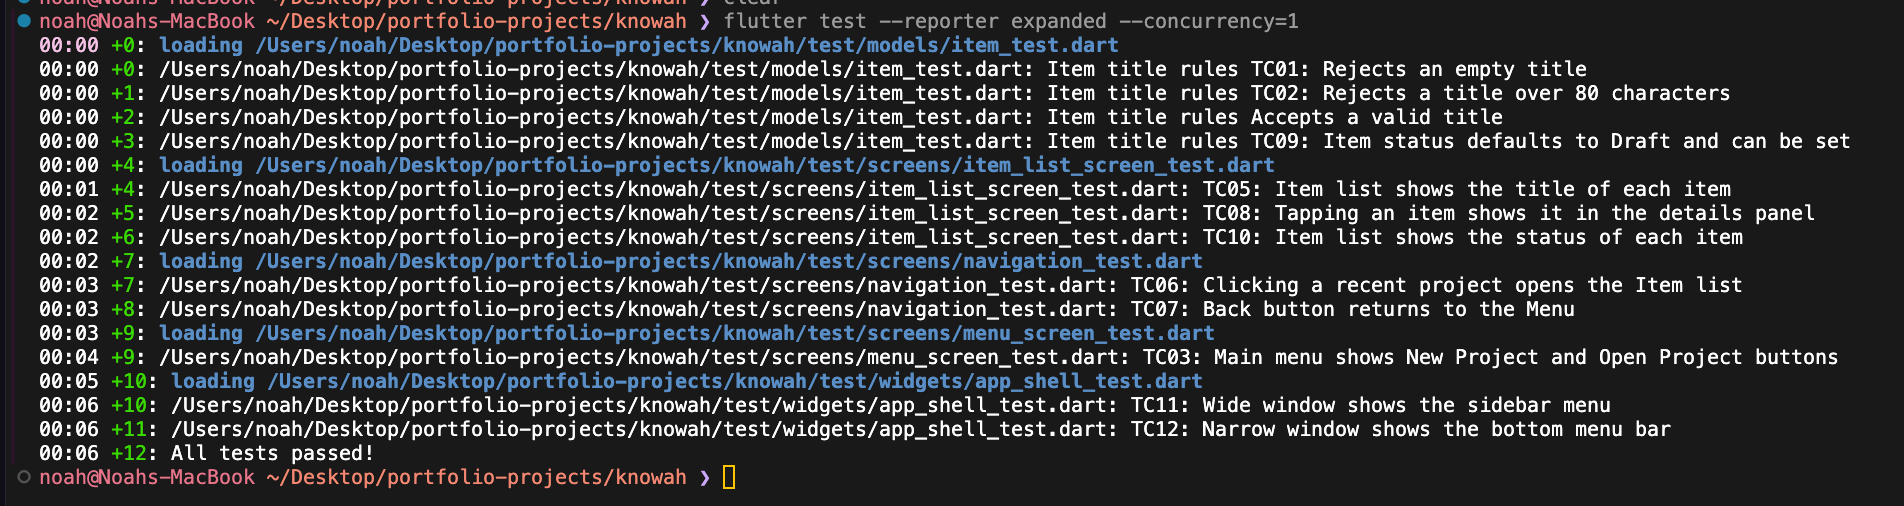 noah@Noahs-MacBook ~/Desktop/portfolio-projects/knowah ❯ clear
noah@Noahs-MacBook ~/Desktop/portfolio-projects/knowah ❯ flutter test --reporter expanded --concurrency=1
00:00 +0: loading /Users/noah/Desktop/portfolio-projects/knowah/test/models/item_test.dart
00:00 +0: /Users/noah/Desktop/portfolio-projects/knowah/test/models/item_test.dart: Item title rules TC01: Rejects an empty title
00:00 +1: /Users/noah/Desktop/portfolio-projects/knowah/test/models/item_test.dart: Item title rules TC02: Rejects a title over 80 characters
00:00 +2: /Users/noah/Desktop/portfolio-projects/knowah/test/models/item_test.dart: Item title rules Accepts a valid title
00:00 +3: /Users/noah/Desktop/portfolio-projects/knowah/test/models/item_test.dart: Item title rules TC09: Item status defaults to Draft and can be set
00:00 +4: loading /Users/noah/Desktop/portfolio-projects/knowah/test/screens/item_list_screen_test.dart
00:01 +4: /Users/noah/Desktop/portfolio-projects/knowah/test/screens/item_list_screen_test.dart: TC05: Item list shows the title of each item
00:02 +5: /Users/noah/Desktop/portfolio-projects/knowah/test/screens/item_list_screen_test.dart: TC08: Tapping an item shows it in the details panel
00:02 +6: /Users/noah/Desktop/portfolio-projects/knowah/test/screens/item_list_screen_test.dart: TC10: Item list shows the status of each item
00:02 +7: loading /Users/noah/Desktop/portfolio-projects/knowah/test/screens/navigation_test.dart
00:03 +7: /Users/noah/Desktop/portfolio-projects/knowah/test/screens/navigation_test.dart: TC06: Clicking a recent project opens the Item list
00:03 +8: /Users/noah/Desktop/portfolio-projects/knowah/test/screens/navigation_test.dart: TC07: Back button returns to the Menu
00:03 +9: loading /Users/noah/Desktop/portfolio-projects/knowah/test/screens/menu_screen_test.dart
00:04 +9: /Users/noah/Desktop/portfolio-projects/knowah/test/screens/menu_screen_test.dart: TC03: Main menu shows New Project and Open Project buttons
00:05 +10: loading /Users/noah/Desktop/portfolio-projects/knowah/test/widgets/app_shell_test.dart
00:06 +10: /Users/noah/Desktop/portfolio-projects/knowah/test/widgets/app_shell_test.dart: TC11: Wide window shows the sidebar menu
00:06 +11: /Users/noah/Desktop/portfolio-projects/knowah/test/widgets/app_shell_test.dart: TC12: Narrow window shows the bottom menu bar
00:06 +12: All tests passed!
noah@Noahs-MacBook ~/Desktop/portfolio-projects/knowah ❯